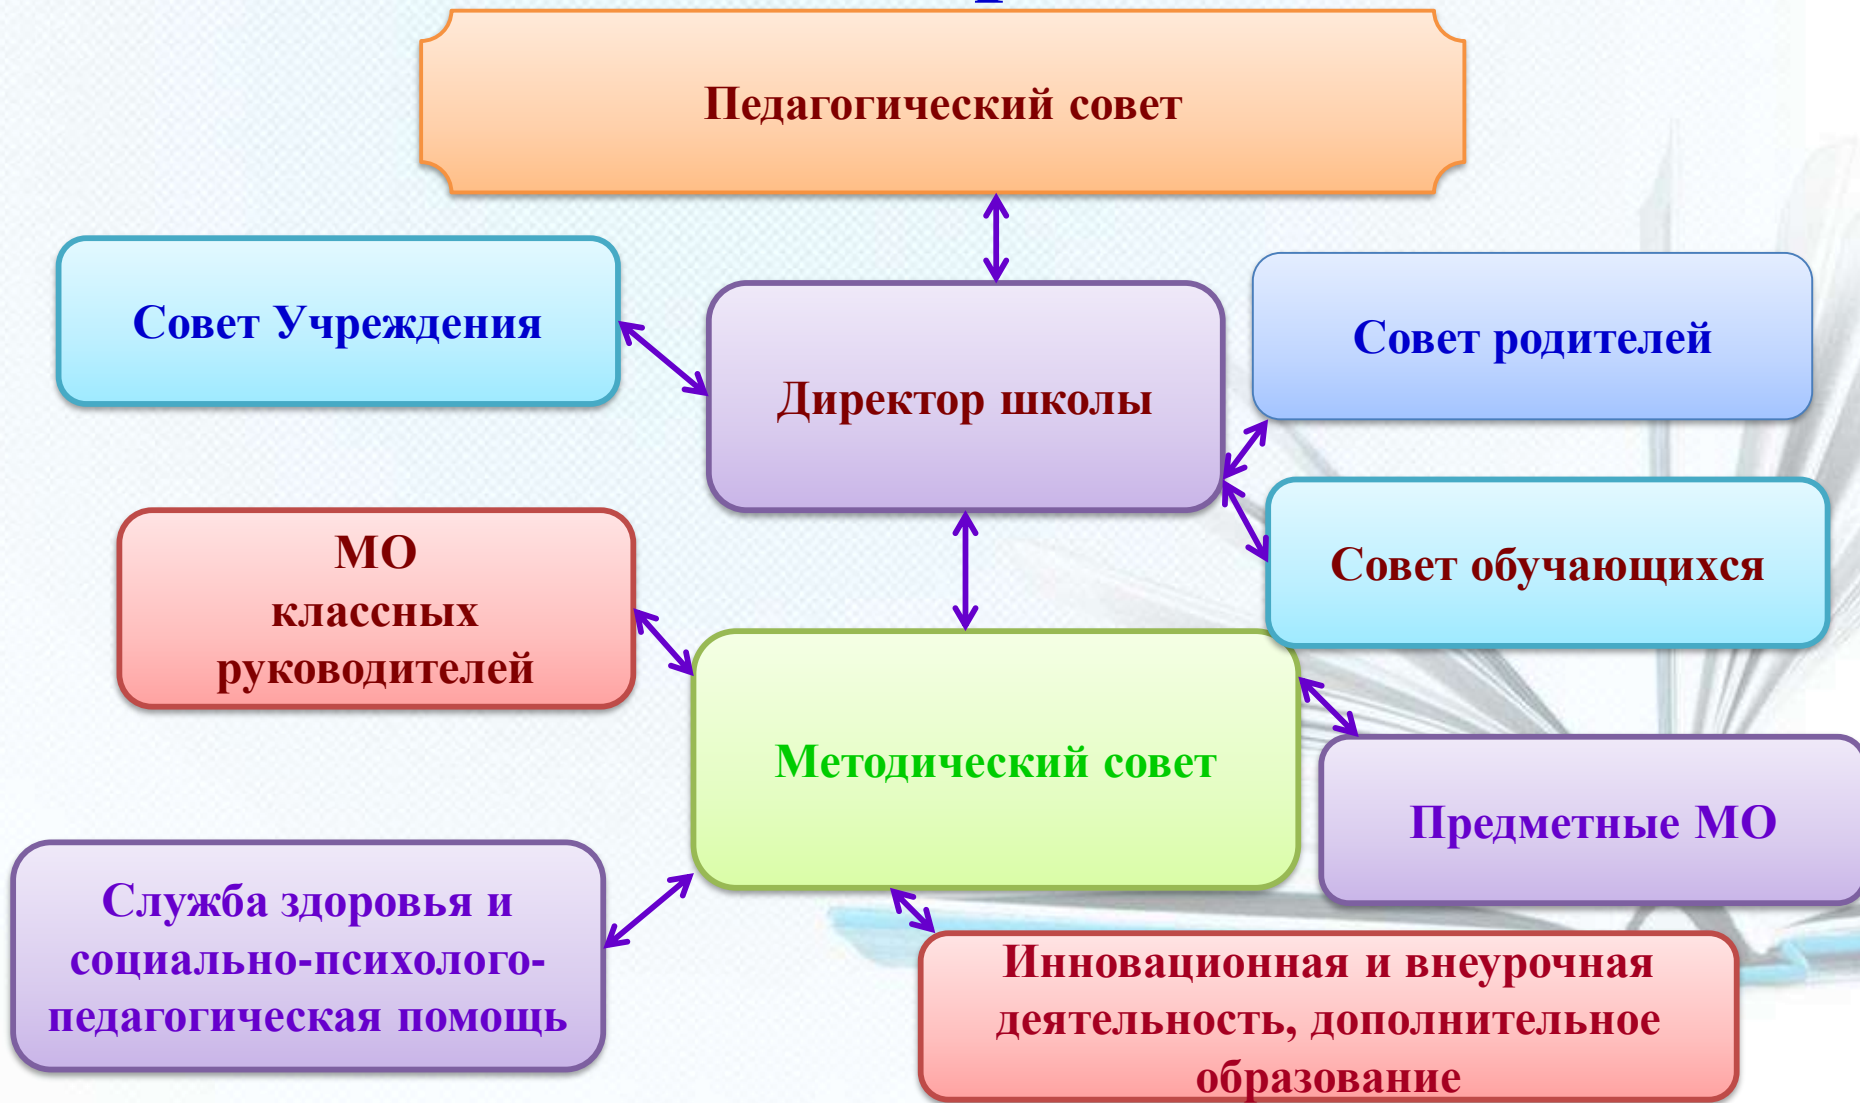 Педагогический совет
Совет Учреждения
Директор школы
Совет родителей
Совет обучающихся
МО
классных
руководителей
Методический совет
Предметные МО
Служба здоровья и
социально-психолого-
педагогическая помощь
Инновационная и внеурочная
деятельность, дополнительное
образование